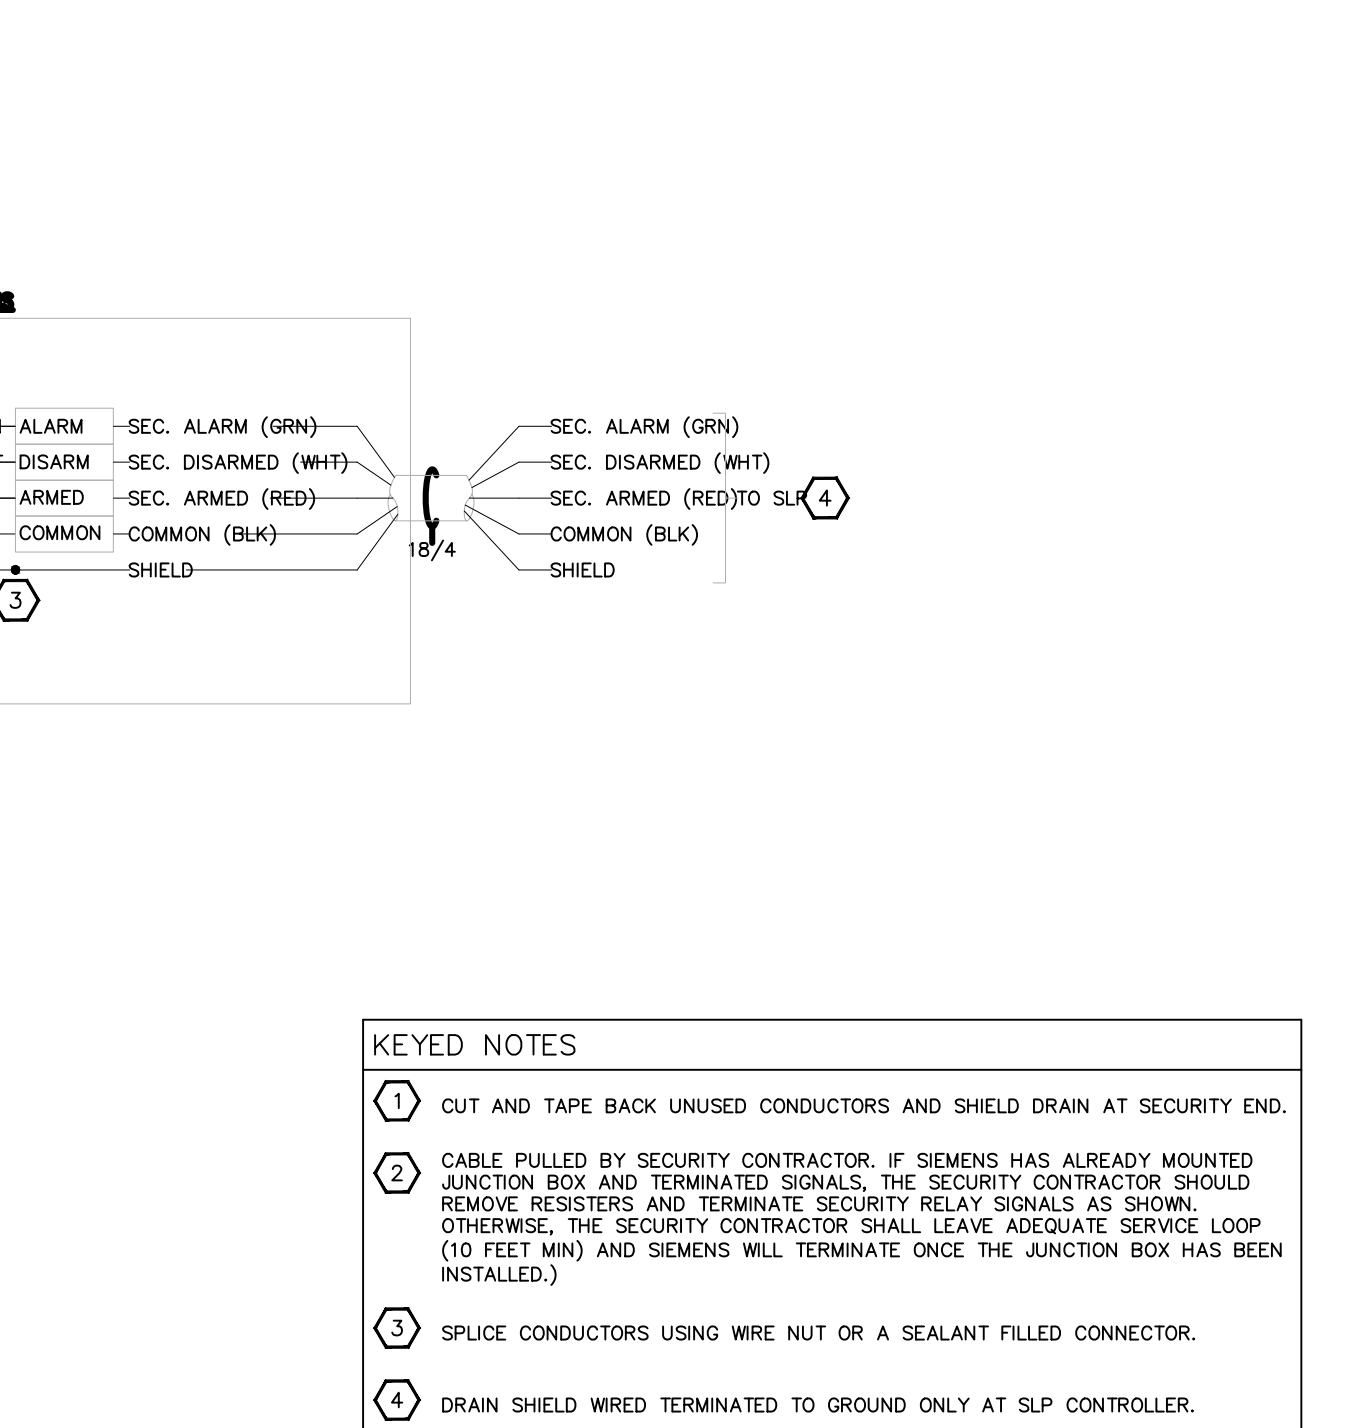 ALARM SEC. ALARM (GRN) SEC. ALARM (GRN)
DISARM SEC. DISARMED (WHT) SEC. DISARMED (WHT)
ARMED SEC. ARMED (RED) SEC. ARMED (RED) TO SLP 4
COMMON COMMON (BLK) COMMON (BLK)
18/4
SHIELD SHIELD
3
KEYED NOTES
1 CUT AND TAPE BACK UNUSED CONDUCTORS AND SHIELD DRAIN AT SECURITY END.
2 CABLE PULLED BY SECURITY CONTRACTOR. IF SIEMENS HAS ALREADY MOUNTED
JUNCTION BOX AND TERMINATED SIGNALS, THE SECURITY CONTRACTOR SHOULD
REMOVE RESISTERS AND TERMINATE SECURITY RELAY SIGNALS AS SHOWN.
OTHERWISE, THE SECURITY CONTRACTOR SHALL LEAVE ADEQUATE SERVICE LOOP
(10 FEET MIN) AND SIEMENS WILL TERMINATE ONCE THE JUNCTION BOX HAS BEEN
INSTALLED.)
3 SPLICE CONDUCTORS USING WIRE NUT OR A SEALANT FILLED CONNECTOR.
4 DRAIN SHIELD WIRED TERMINATED TO GROUND ONLY AT SLP CONTROLLER.